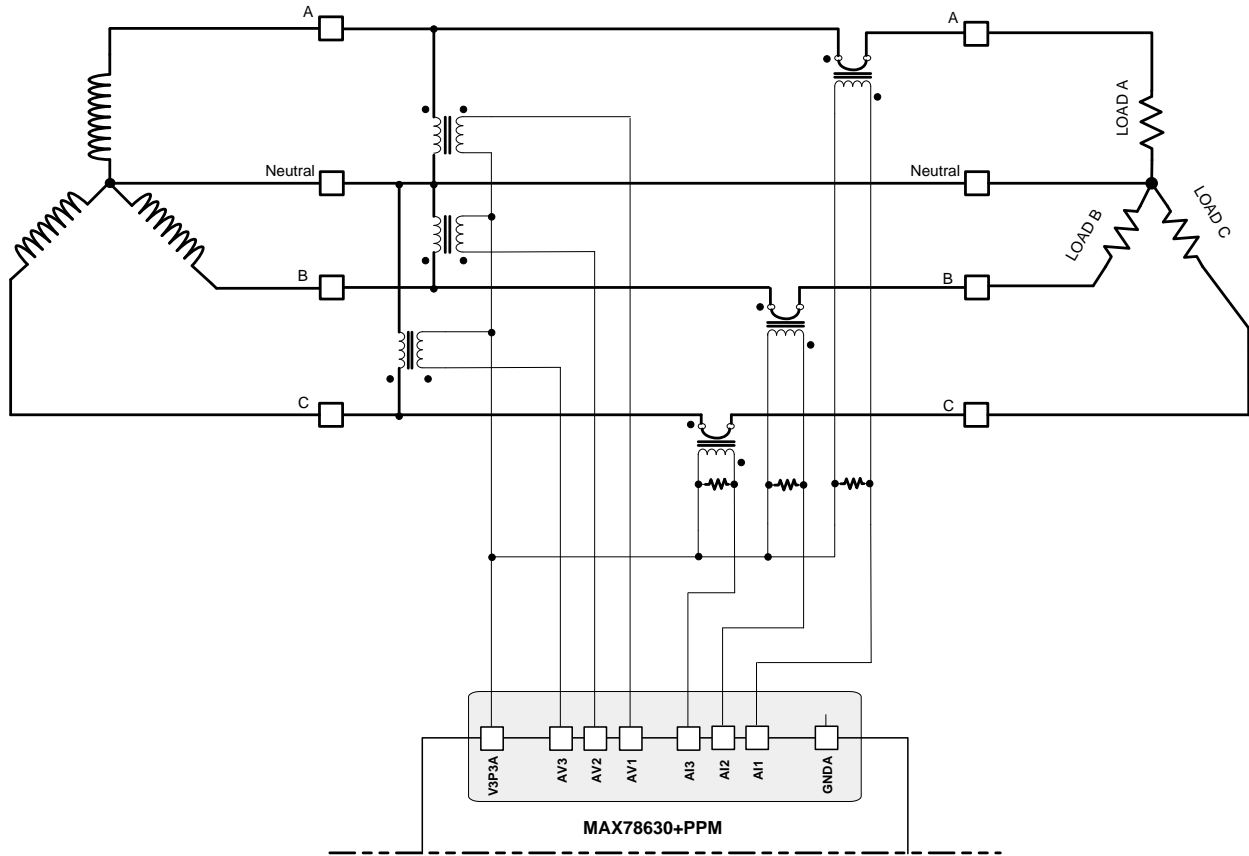 A
A
LOAD A
Neutral
Neutral
LOAD B
LOAD C
B
B
C
C
V3P3A
AV3
AV2
AV1
AI3
AI2
AI1
GNDA
MAX78630+PPM